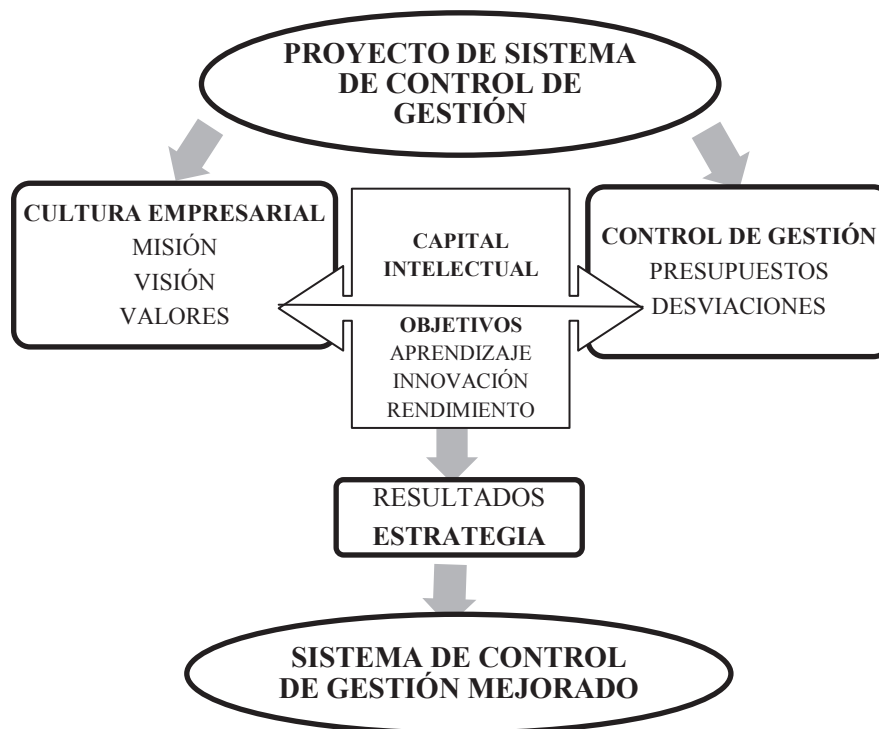 PROYECTO DE SISTEMA
DE CONTROL DE
GESTIÓN
CULTURA EMPRESARIAL
MISIÓN
VISIÓN
VALORES
CAPITAL
INTELECTUAL
OBJETIVOS
APRENDIZAJE
INNOVACIÓN
RENDIMIENTO
CONTROL DE GESTIÓN
PRESUPUESTOS
DESVIACIONES
RESULTADOS
ESTRATEGIA
SISTEMA DE CONTROL
DE GESTIÓN MEJORADO